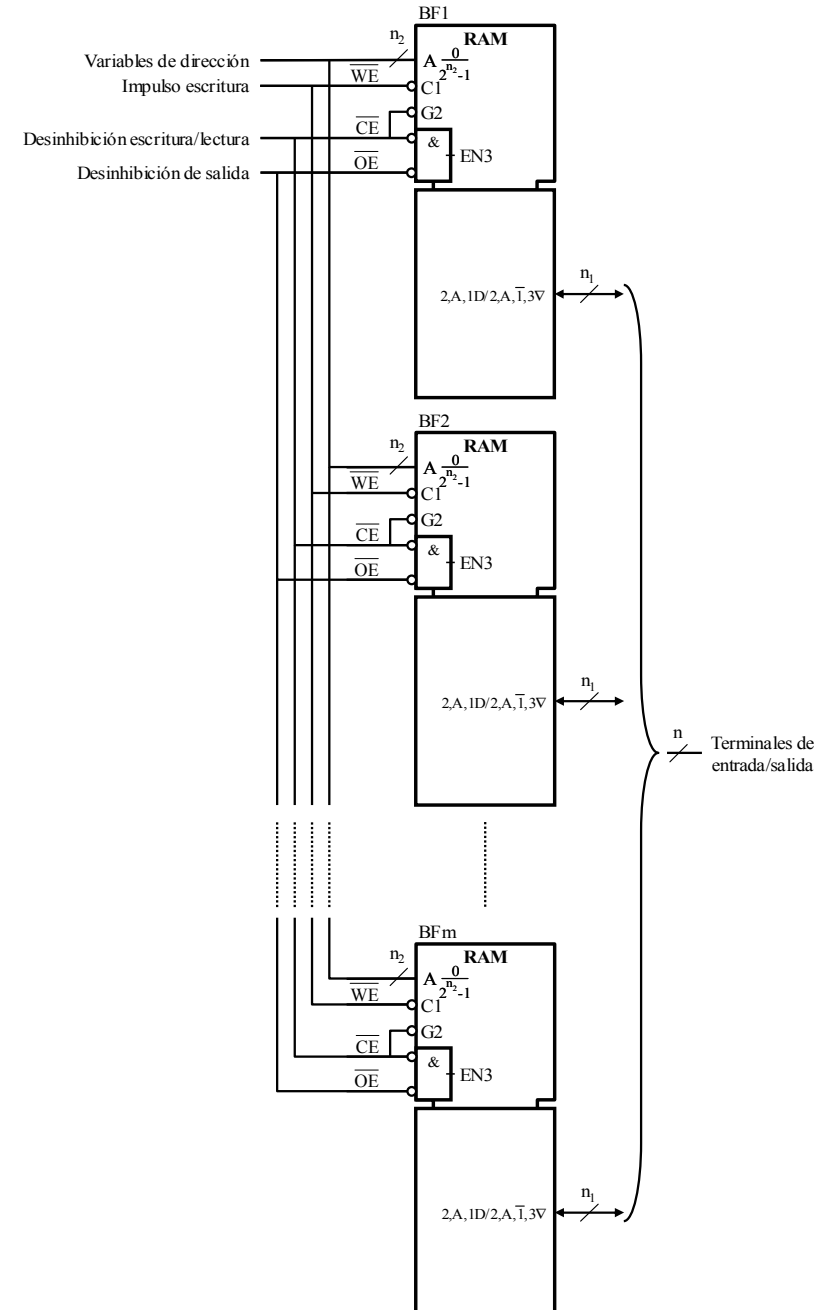 BF1
n2
RAM
Variables de dirección
A 0
2^n2-1
WE
Impulso escritura
C1
G2
CE
Desinhibición escritura/lectura
&
EN3
OE
Desinhibición de salida
n1
2,A,1D/2,A,1̅,3∇
BF2
n2
RAM
A 0
2^n2-1
WE
C1
G2
CE
&
EN3
OE
n1
2,A,1D/2,A,1̅,3∇
n
Terminales de
entrada/salida
BFm
n2
RAM
A 0
2^n2-1
WE
C1
G2
CE
&
EN3
OE
n1
2,A,1D/2,A,1̅,3∇